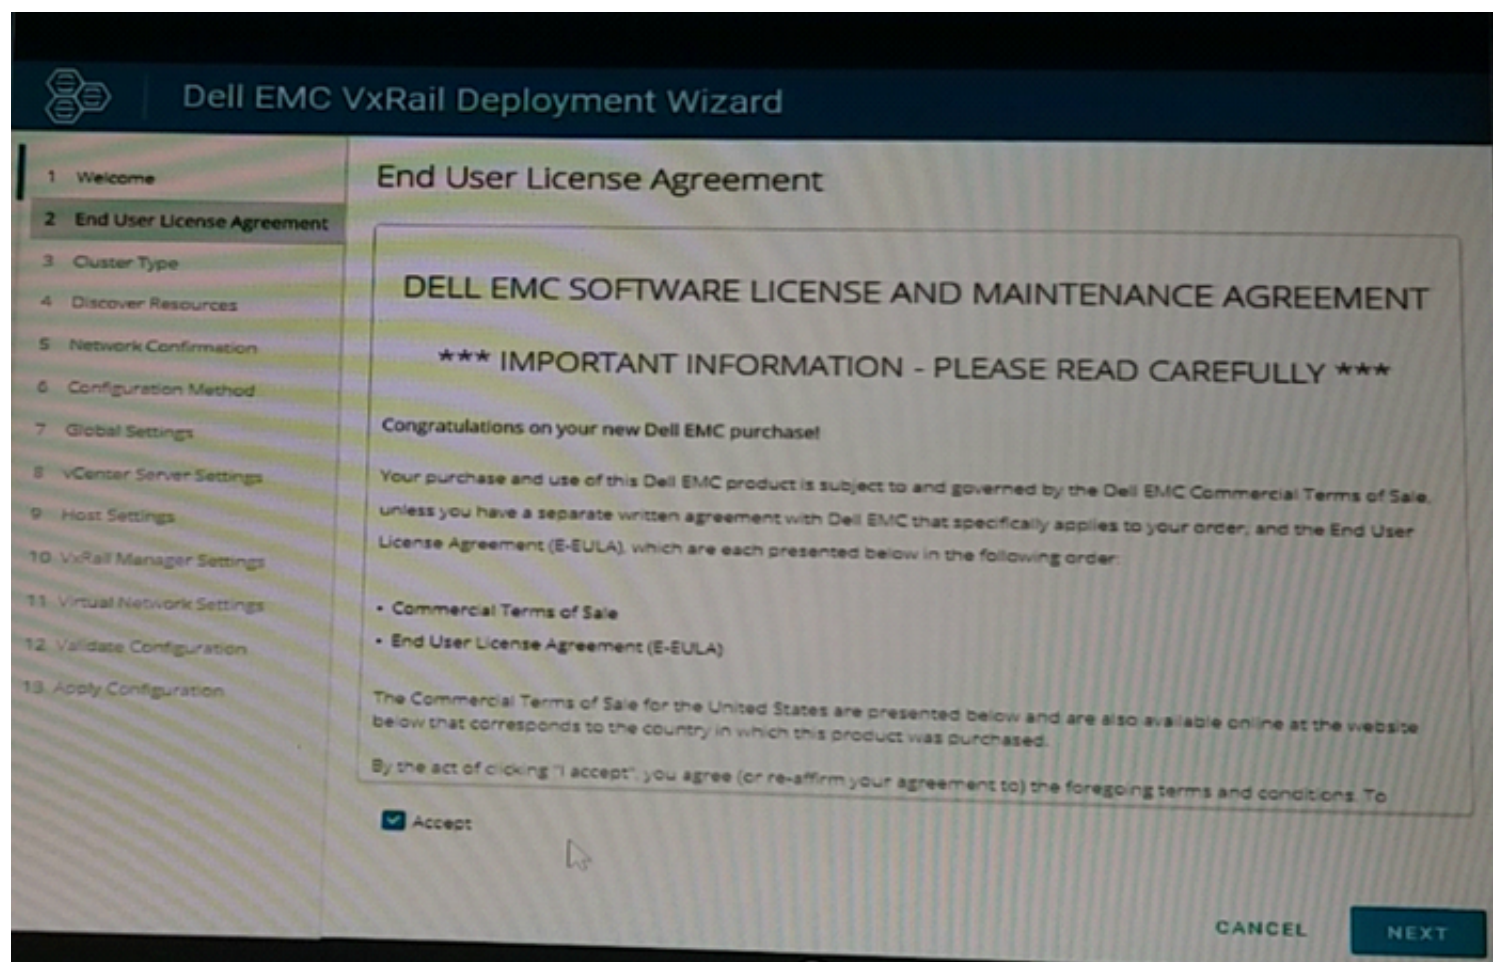 Dell EMC VxRail Deployment Wizard
1 Welcome
2 End User License Agreement
3 Cluster Type
4 Discover Resources
5 Network Confirmation
6 Configuration Method
7 Global Settings
8 vCenter Server Settings
9 Host Settings
10 VxRail Manager Settings
11 Virtual Network Settings
12 Validate Configuration
13 Apply Configuration
End User License Agreement
DELL EMC SOFTWARE LICENSE AND MAINTENANCE AGREEMENT
*** IMPORTANT INFORMATION - PLEASE READ CAREFULLY ***
Congratulations on your new Dell EMC purchase!
Your purchase and use of this Dell EMC product is subject to and governed by the Dell EMC Commercial Terms of Sale,
unless you have a separate written agreement with Dell EMC that specifically applies to your order, and the End User
License Agreement (E-EULA), which are each presented below in the following order:
• Commercial Terms of Sale
• End User License Agreement (E-EULA)
The Commercial Terms of Sale for the United States are presented below and are also available online at the website
below that corresponds to the country in which this product was purchased.
By the act of clicking "I accept", you agree (or re-affirm your agreement to) the foregoing terms and conditions. To
Accept
CANCEL
NEXT